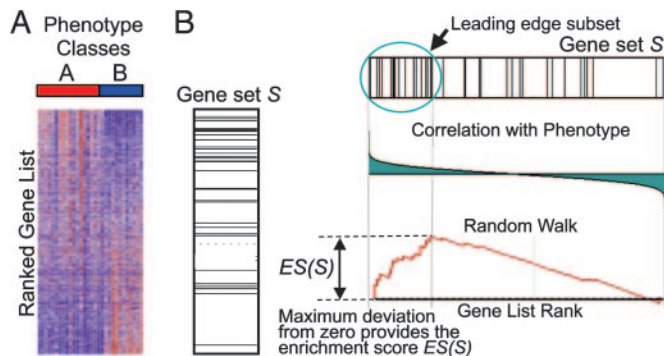 A
Phenotype
Classes
A
B
Ranked Gene List
B
Gene set S
Leading edge subset
Gene set S
Correlation with Phenotype
Random Walk
ES(S)
Maximum deviation
from zero provides the
enrichment score ES(S)
Gene List Rank